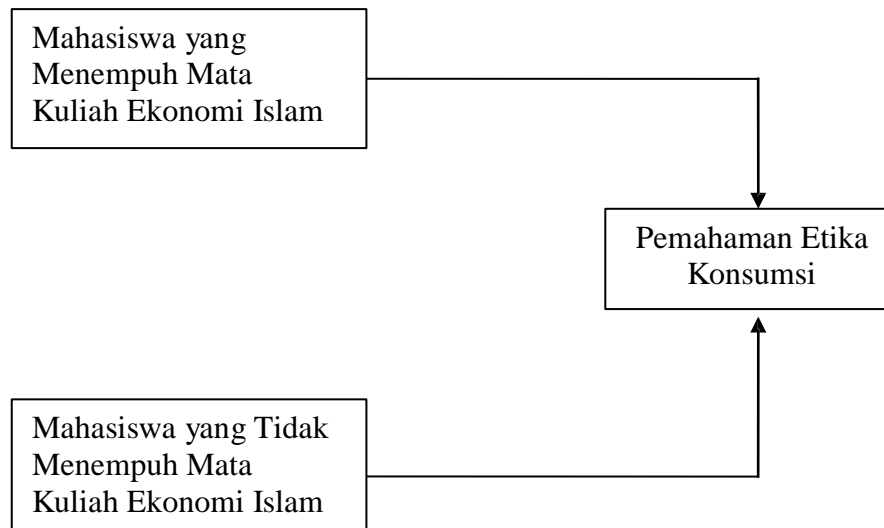 Mahasiswa yang
Menempuh Mata
Kuliah Ekonomi Islam
Pemahaman Etika
Konsumsi
Mahasiswa yang Tidak
Menempuh Mata
Kuliah Ekonomi Islam